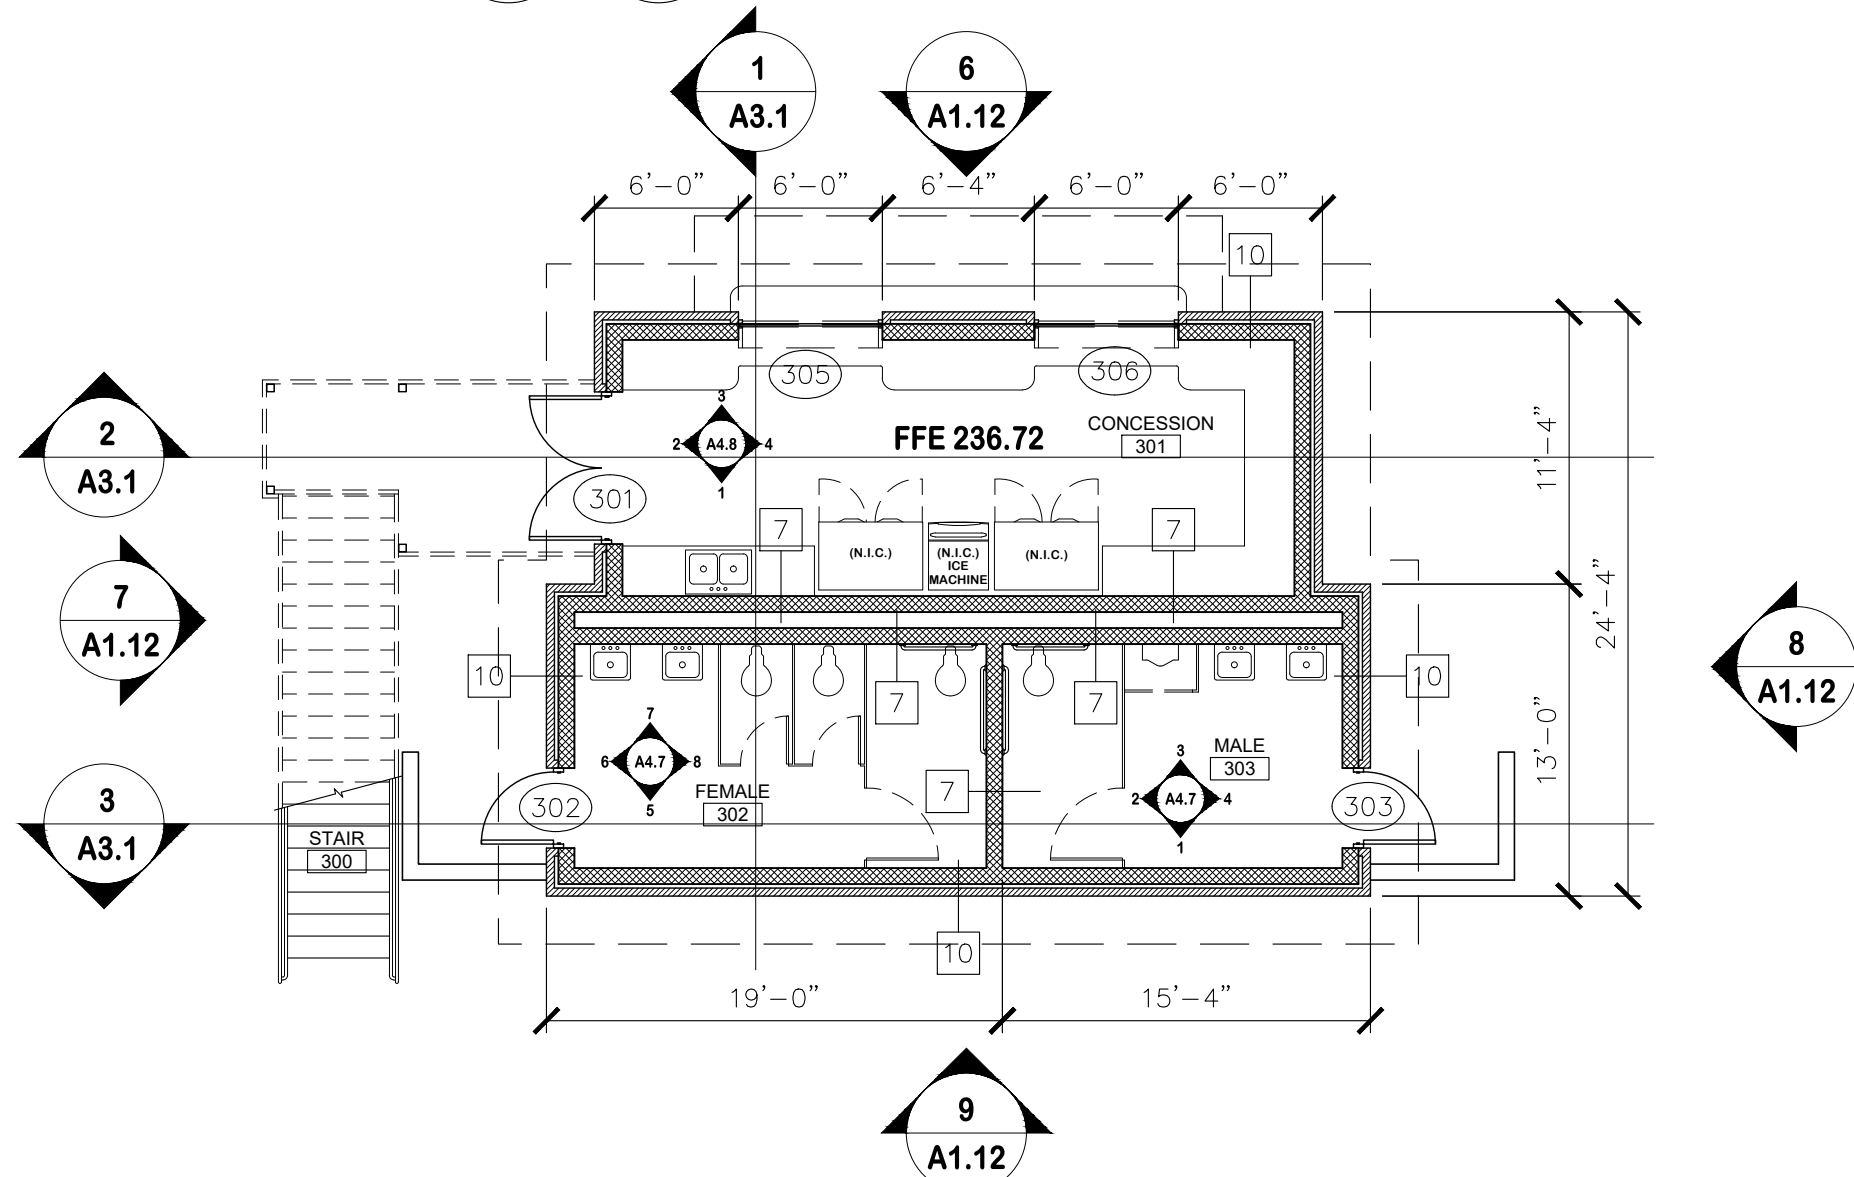 1
A3.1
6
A1.12
6'-0"
6'-0"
6'-4"
6'-0"
6'-0"
10
305
306
2
A3.1
3
2
A4.8
4
1
FFE 236.72
CONCESSION
301
11'-4"
301
7
7
(N.I.C.)
(N.I.C.)
ICE
MACHINE
(N.I.C.)
24'-4"
7
A1.12
8
A1.12
10
7
7
10
7
6
A4.7
8
5
FEMALE
302
7
MALE
303
3
2
A4.7
4
1
13'-0"
3
A3.1
302
303
STAIR
300
10
19'-0"
15'-4"
9
A1.12